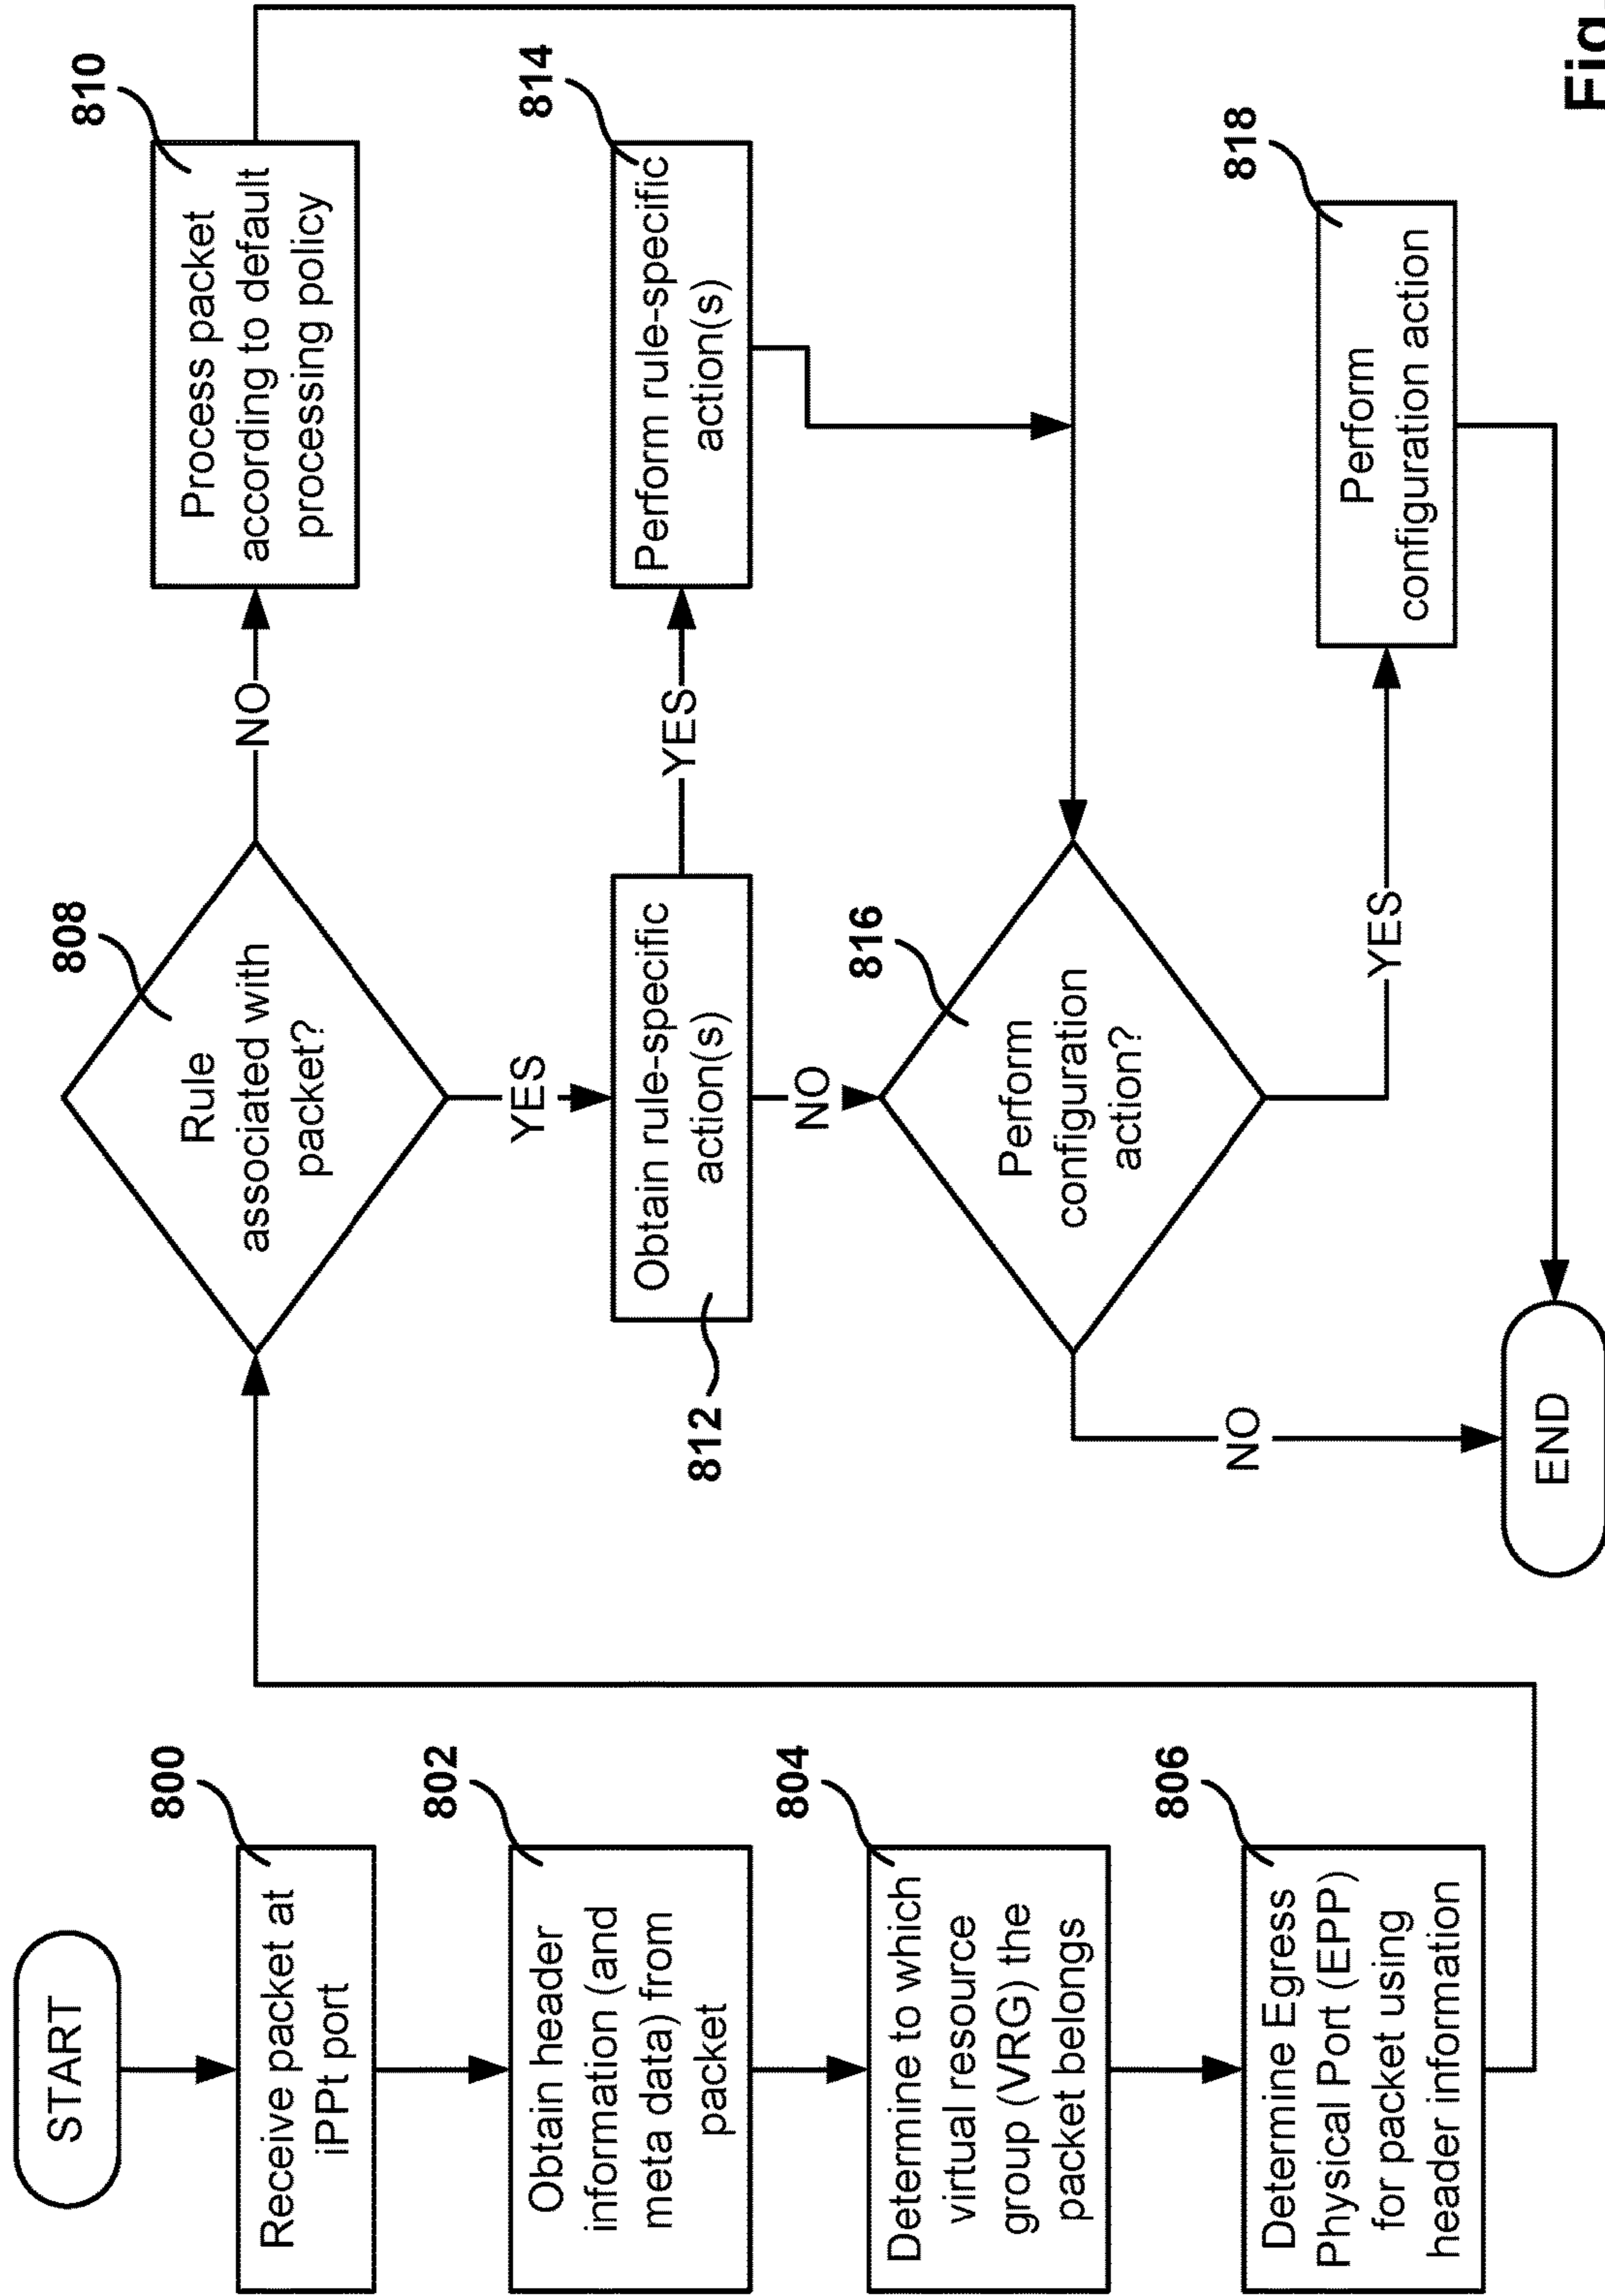 START
800
Receive packet at
iPPt port
802
Obtain header
information (and
meta data) from
packet
804
Determine to which
virtual resource
group (VRG) the
packet belongs
806
Determine Egress
Physical Port (EPP)
for packet using
header information
808
Rule
associated with
packet?
NO
810
Process packet
according to default
processing policy
YES
812
Obtain rule-specific
action(s)
YES
814
Perform rule-specific
action(s)
NO
816
Perform
configuration
action?
YES
818
Perform
configuration action
NO
END
Fig.